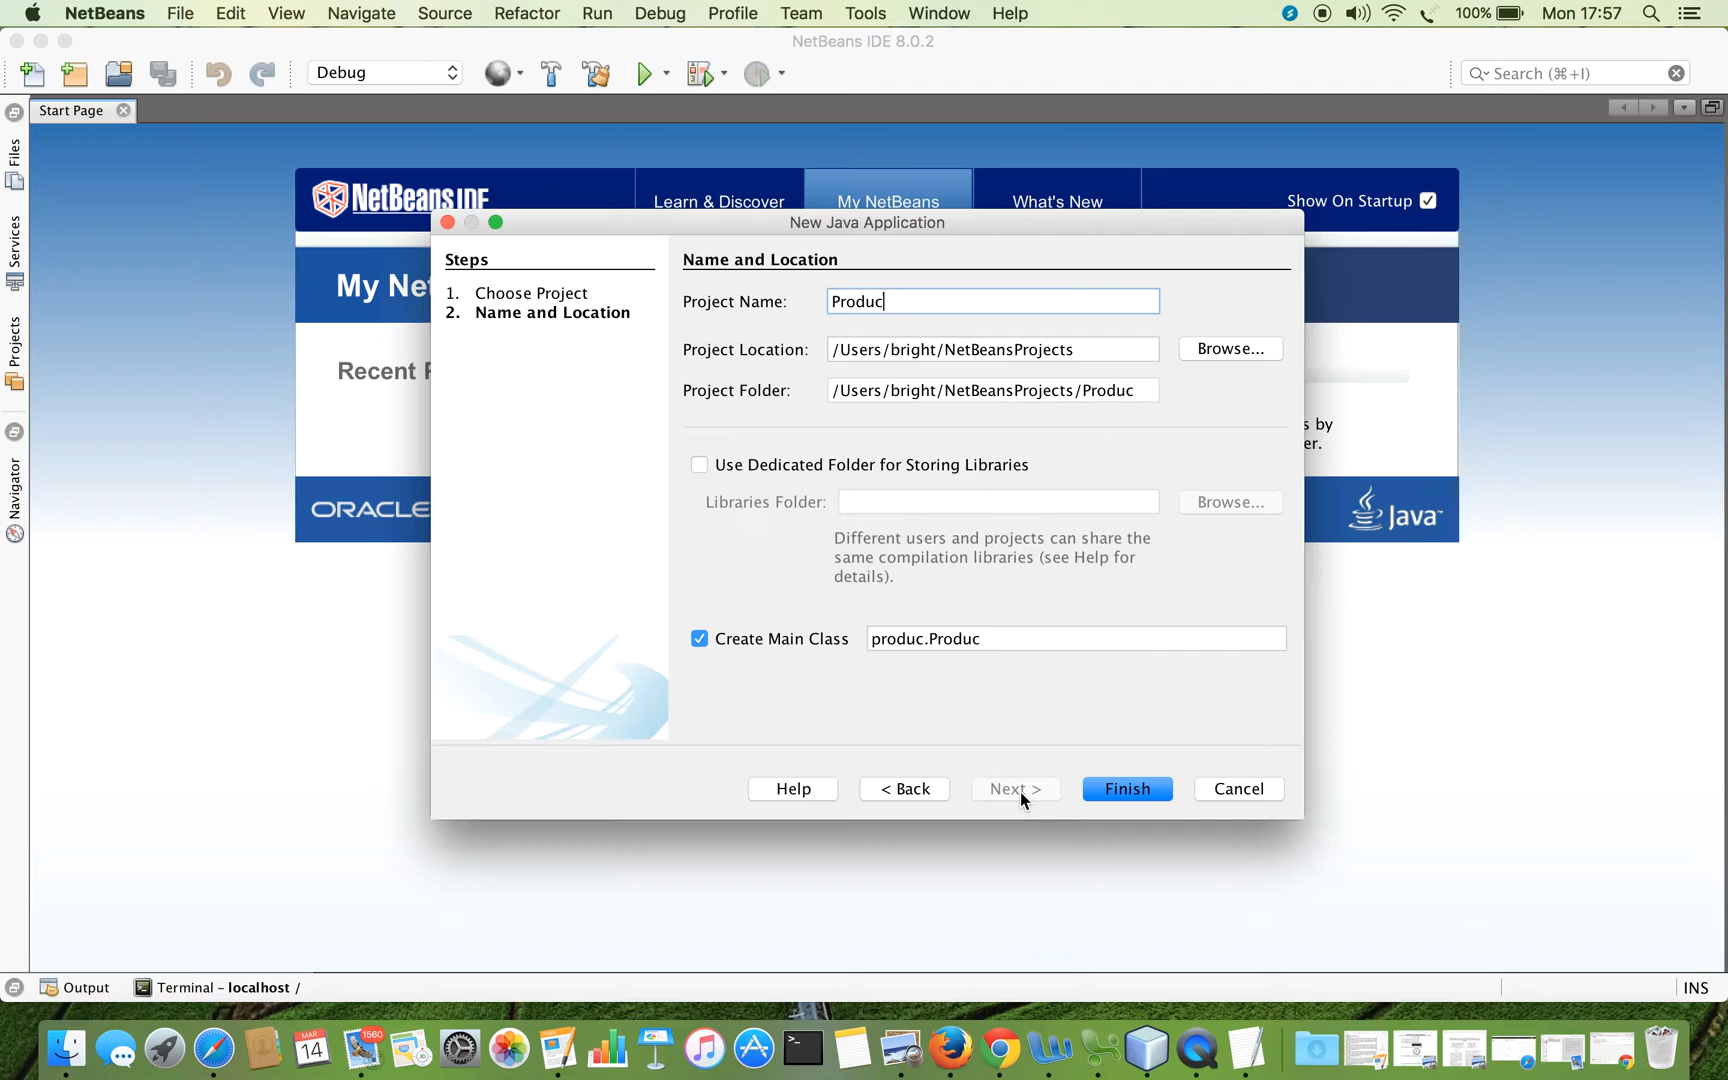 NetBeans File Edit View Navigate Source Refactor Run Debug Profile Team Tools Window Help 100% Mon 17:57
NetBeans IDE 8.0.2
Debug
Search (⌘+I)
Start Page
Files
Services
Projects
Navigator
NetBeans IDE
Learn & Discover
My NetBeans
What's New
Show On Startup
My Net
Recent
s by
er.
ORACLE
Java
New Java Application
Steps
1. Choose Project
2. Name and Location
Name and Location
Project Name: Produc
Project Location: /Users/bright/NetBeansProjects Browse...
Project Folder: /Users/bright/NetBeansProjects/Produc
Use Dedicated Folder for Storing Libraries
Libraries Folder: Browse...
Different users and projects can share the
same compilation libraries (see Help for
details).
Create Main Class produc.Produc
Help < Back Next > Finish Cancel
Output Terminal – localhost / INS
MAR
14
1560